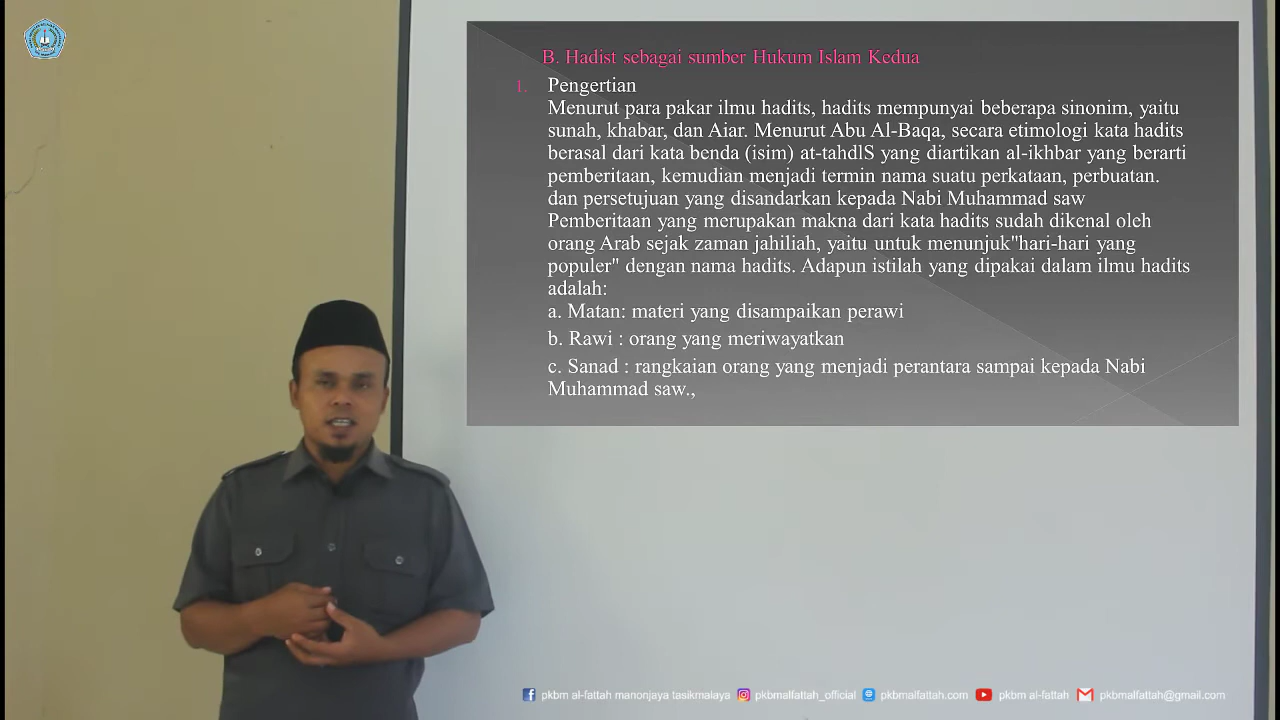 B. Hadist sebagai sumber Hukum Islam Kedua
1. Pengertian
Menurut para pakar ilmu hadits, hadits mempunyai beberapa sinonim, yaitu
sunah, khabar, dan Aiar. Menurut Abu Al-Baqa, secara etimologi kata hadits
berasal dari kata benda (isim) at-tahdlS yang diartikan al-ikhbar yang berarti
pemberitaan, kemudian menjadi termin nama suatu perkataan, perbuatan.
dan persetujuan yang disandarkan kepada Nabi Muhammad saw
Pemberitaan yang merupakan makna dari kata hadits sudah dikenal oleh
orang Arab sejak zaman jahiliah, yaitu untuk menunjuk"hari-hari yang
populer" dengan nama hadits. Adapun istilah yang dipakai dalam ilmu hadits
adalah:
a. Matan: materi yang disampaikan perawi
b. Rawi : orang yang meriwayatkan
c. Sanad : rangkaian orang yang menjadi perantara sampai kepada Nabi
Muhammad saw.,
pkbm al-fattah manonjaya tasikmalaya pkbmalfattah_official pkbmalfattah.com pkbm al-fattah pkbmalfattah@gmail.com